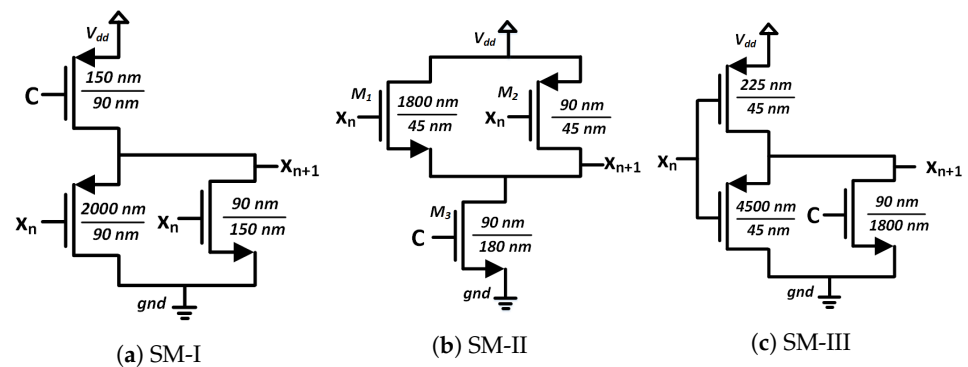 V_dd
C
150 nm
90 nm
x_n
2000 nm
90 nm
x_n
90 nm
150 nm
x_{n+1}
gnd
(a) SM-I
V_dd
M_1
x_n
1800 nm
45 nm
M_2
x_n
90 nm
45 nm
x_{n+1}
M_3
C
90 nm
180 nm
gnd
(b) SM-II
V_dd
225 nm
45 nm
x_n
4500 nm
45 nm
C
90 nm
1800 nm
x_{n+1}
gnd
(c) SM-III